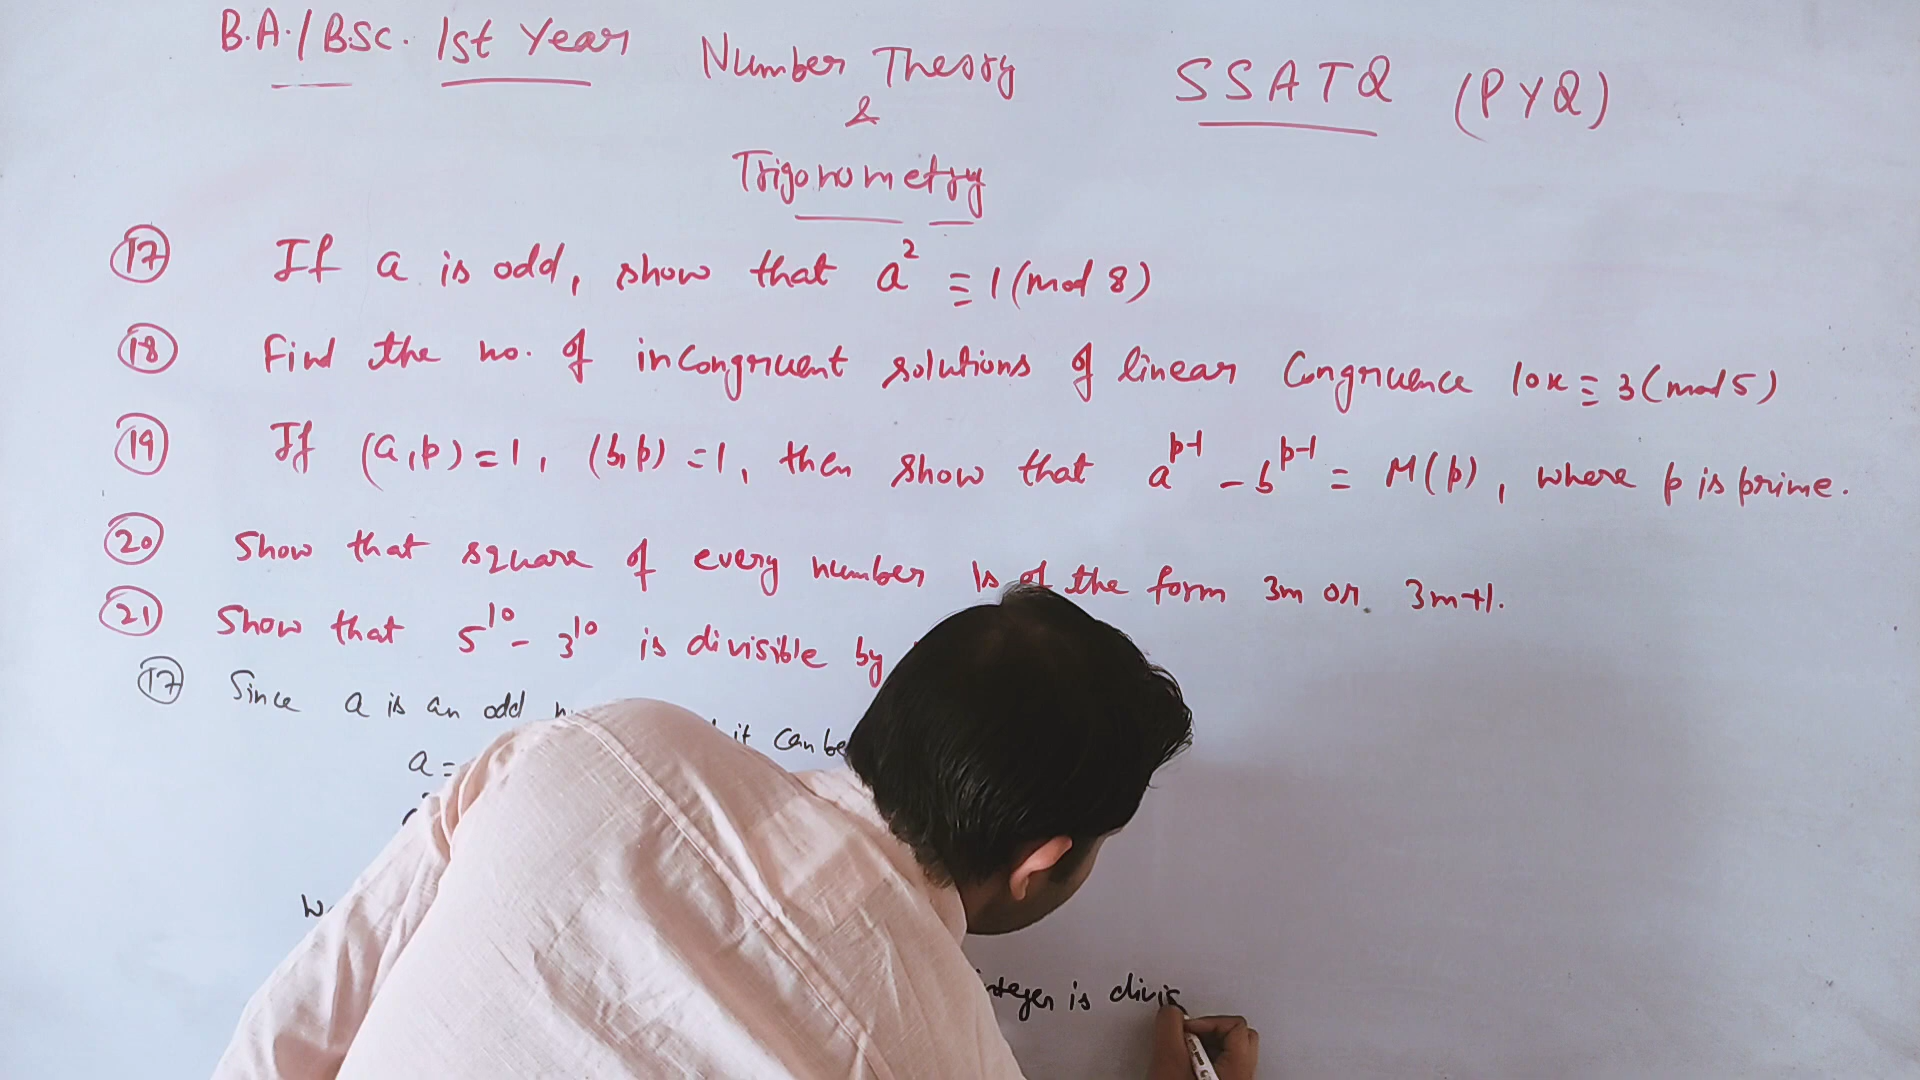 B.A./B.Sc. 1st Year
Number Theory
&
Trigonometry
SSATQ (PYQ)
17 If a is odd, show that a² ≡ 1 (mod 8)
18 Find the no. of incongruent solutions of linear Congruence 10x ≡ 3 (mod 5)
19 If (a,p)=1, (b,p)=1, then show that a^{p-1} - b^{p-1} = M(p), where p is prime.
20 Show that square of every number is of the form 3m or 3m+1.
21 Show that 5^{10} - 3^{10} is divisible by
17 Since a is an odd it can be
a =
integer is divis